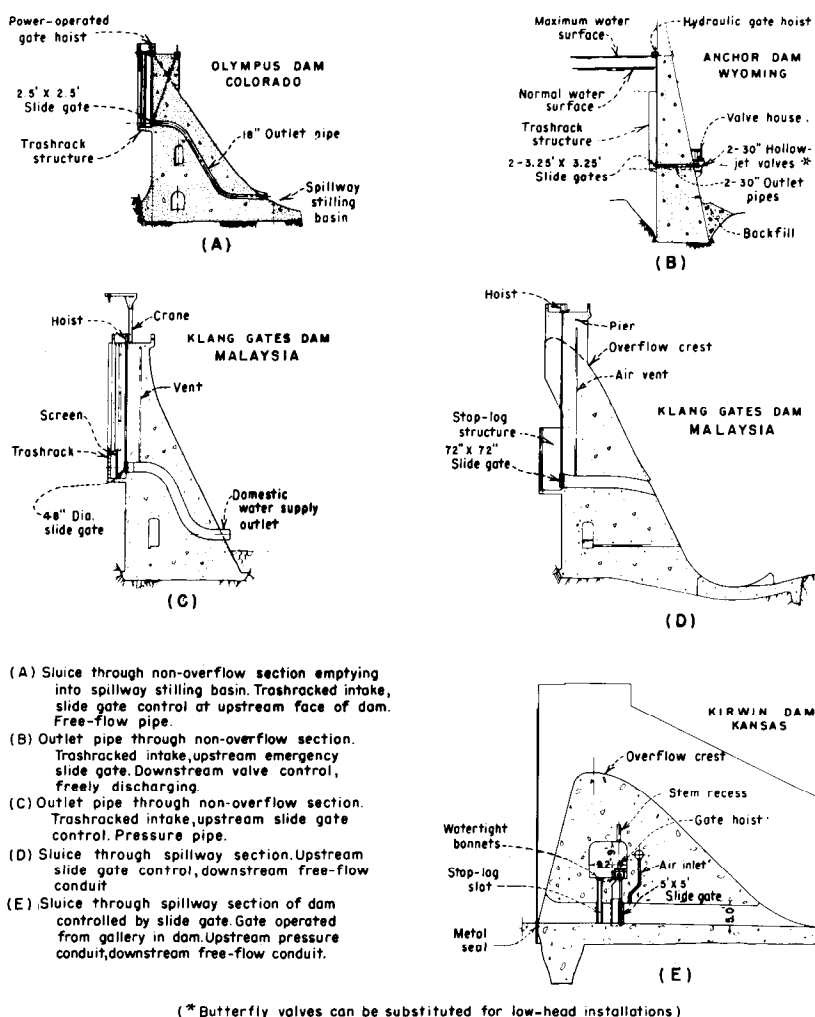 Power-operated
gate hoist
OLYMPUS DAM
COLORADO
2.5' X 2.5'
Slide gate
18" Outlet pipe
Trashrack
structure
Spillway
stilling
basin
(A)
Maximum water
surface
Hydraulic gate hoist
ANCHOR DAM
WYOMING
Normal water
surface
Valve house
Trashrack
structure
2-30" Hollow-
jet valves *
2-3.25' X 3.25'
Slide gates
2-30" Outlet
pipes
Backfill
(B)
Hoist
Crane
KLANG GATES DAM
MALAYSIA
Vent
Screen
Trashrack
48" Dia.
slide gate
Domestic
water supply
outlet
(C)
Hoist
Pier
Overflow crest
Air vent
KLANG GATES DAM
MALAYSIA
Stop-log
structure
72" X 72"
Slide gate
(D)
(A) Sluice through non-overflow section emptying
into spillway stilling basin. Trashracked intake,
slide gate control at upstream face of dam.
Free-flow pipe.
(B) Outlet pipe through non-overflow section.
Trashracked intake, upstream emergency
slide gate. Downstream valve control,
freely discharging.
(C) Outlet pipe through non-overflow section.
Trashracked intake, upstream slide gate
control. Pressure pipe.
(D) Sluice through spillway section. Upstream
slide gate control, downstream free-flow
conduit
(E) Sluice through spillway section of dam
controlled by slide gate. Gate operated
from gallery in dam. Upstream pressure
conduit, downstream free-flow conduit.
KIRWIN DAM
KANSAS
Overflow crest
Stem recess
Gate hoist
Watertight
bonnets
9'
9.2'
Air inlet
Stop-log
slot
5' X 5'
Slide gate
5.0'
Metal
seal
(E)
(* Butterfly valves can be substituted for low-head installations)